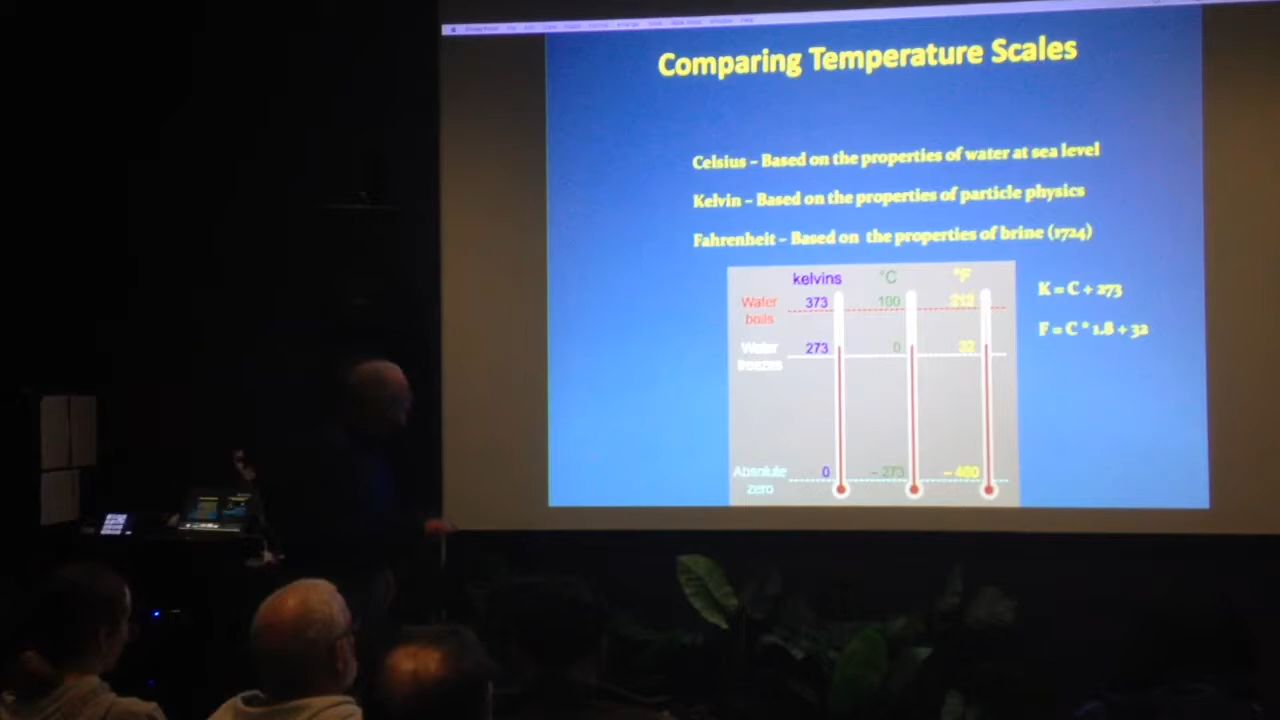 Comparing Temperature Scales
Celsius – Based on the properties of water at sea level
Kelvin – Based on the properties of particle physics
Fahrenheit – Based on the properties of brine (1724)
kelvins °C °F
Water boils 373 100 212
Water freezes 273 0 32
Absolute zero 0 – 273 – 460
K = C + 273
F = C * 1.8 + 32